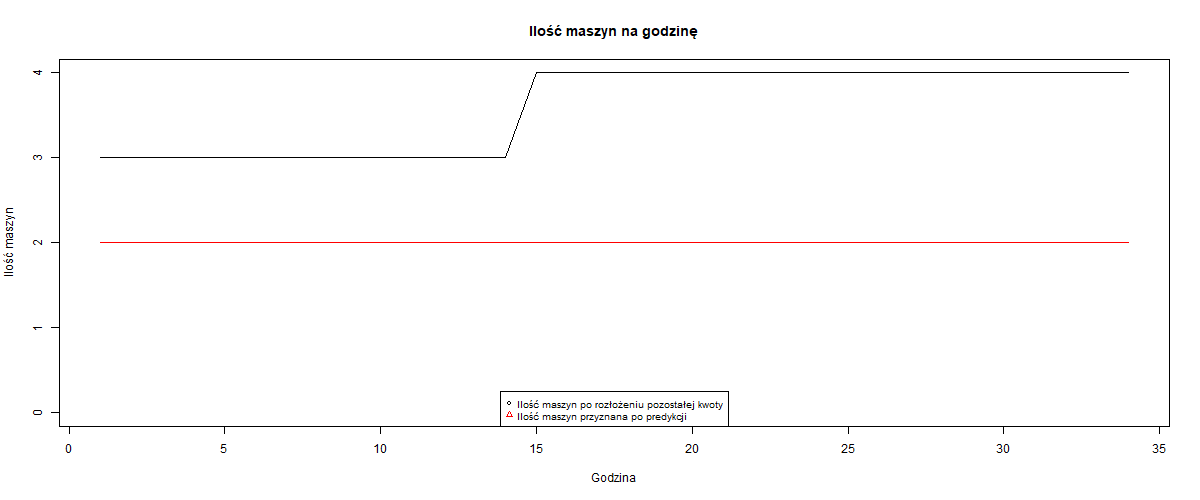 Ilość maszyn na godzinę
Ilość maszyn
4
3
2
1
0
Ilość maszyn po rozłożeniu pozostałej kwoty
Ilość maszyn przyznana po predykcji
0 5 10 15 20 25 30 35
Godzina